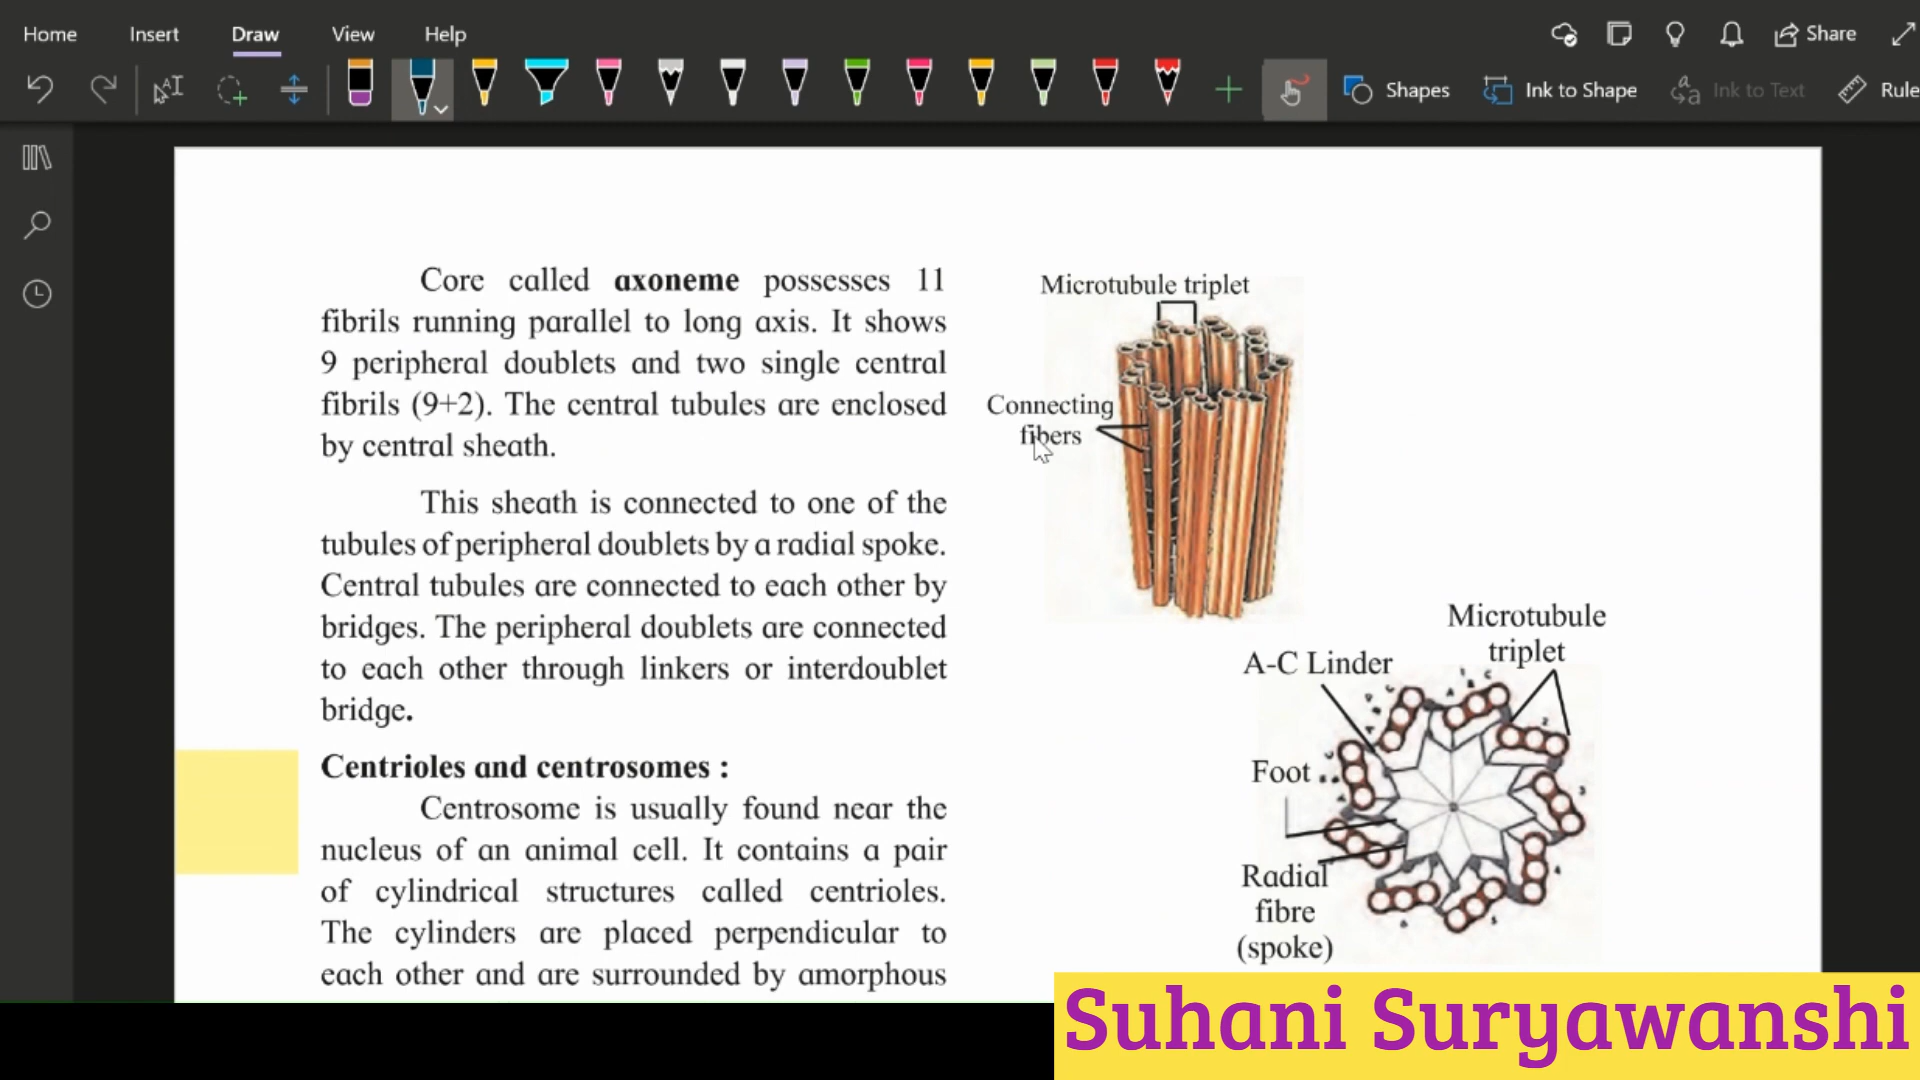 Home Insert Draw View Help
Share
Shapes Ink to Shape Ink to Text Rule
Core called axoneme possesses 11
fibrils running parallel to long axis. It shows
9 peripheral doublets and two single central
fibrils (9+2). The central tubules are enclosed
by central sheath.
This sheath is connected to one of the
tubules of peripheral doublets by a radial spoke.
Central tubules are connected to each other by
bridges. The peripheral doublets are connected
to each other through linkers or interdoublet
bridge.
Centrioles and centrosomes :
Centrosome is usually found near the
nucleus of an animal cell. It contains a pair
of cylindrical structures called centrioles.
The cylinders are placed perpendicular to
each other and are surrounded by amorphous
Microtubule triplet
Connecting
fibers
Microtubule
triplet
A-C Linder
Foot
Radial
fibre
(spoke)
Suhani Suryawanshi